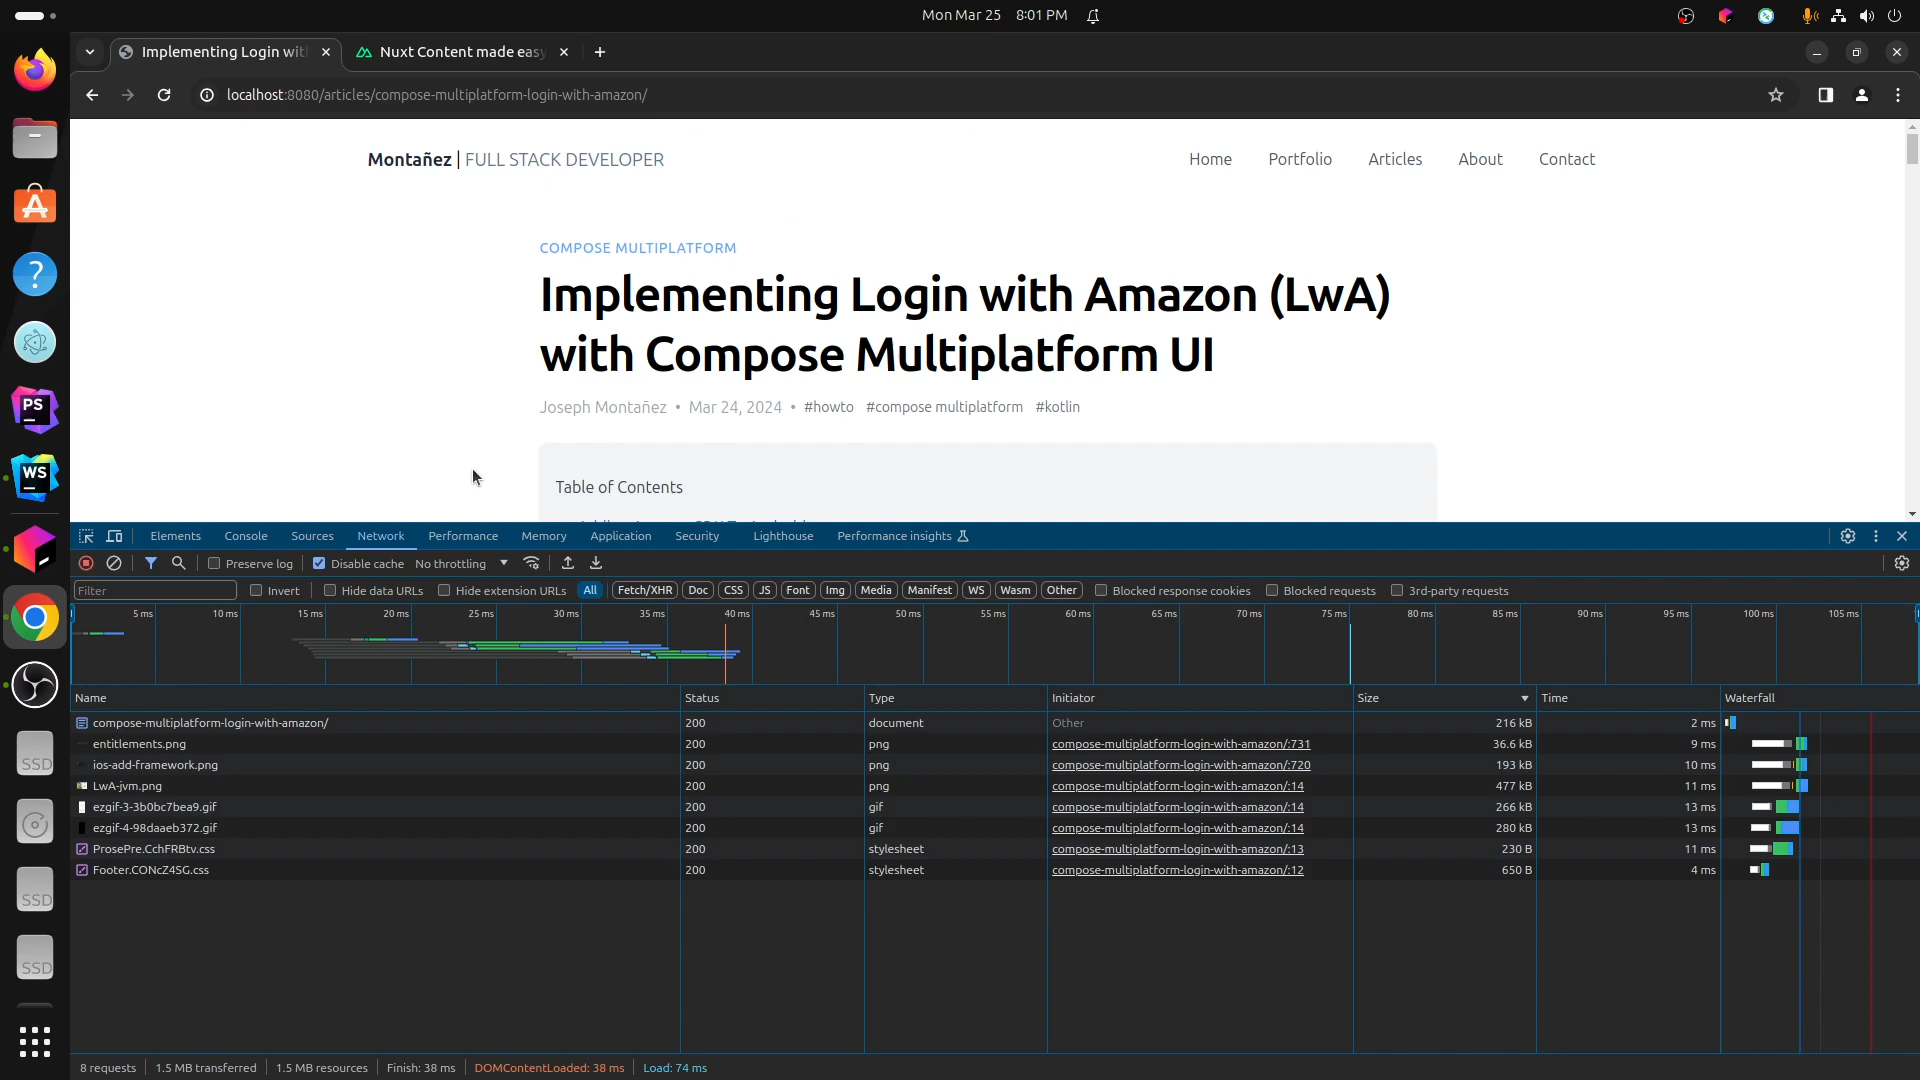 Mon Mar 25 8:01 PM
Implementing Login wit
Nuxt Content made easy
localhost:8080/articles/compose-multiplatform-login-with-amazon/
Montañez | FULL STACK DEVELOPER
Home Portfolio Articles About Contact
COMPOSE MULTIPLATFORM
Implementing Login with Amazon (LwA)
with Compose Multiplatform UI
Joseph Montañez • Mar 24, 2024 • #howto #compose multiplatform #kotlin
Table of Contents
PS
WS
SSD
SSD
SSD
Elements Console Sources Network Performance Memory Application Security Lighthouse Performance insights
Preserve log Disable cache No throttling
Filter Invert Hide data URLs Hide extension URLs All Fetch/XHR Doc CSS JS Font Img Media Manifest WS Wasm Other Blocked response cookies Blocked requests 3rd-party requests
5 ms 10 ms 15 ms 20 ms 25 ms 30 ms 35 ms 40 ms 45 ms 50 ms 55 ms 60 ms 65 ms 70 ms 75 ms 80 ms 85 ms 90 ms 95 ms 100 ms 105 ms
Name Status Type Initiator Size Time Waterfall
compose-multiplatform-login-with-amazon/ 200 document Other 216 kB 2 ms
entitlements.png 200 png compose-multiplatform-login-with-amazon/:731 36.6 kB 9 ms
ios-add-framework.png 200 png compose-multiplatform-login-with-amazon/:720 193 kB 10 ms
LwA-jvm.png 200 png compose-multiplatform-login-with-amazon/:14 477 kB 11 ms
ezgif-3-3b0bc7bea9.gif 200 gif compose-multiplatform-login-with-amazon/:14 266 kB 13 ms
ezgif-4-98daaeb372.gif 200 gif compose-multiplatform-login-with-amazon/:14 280 kB 13 ms
ProsePre.CchFRBtv.css 200 stylesheet compose-multiplatform-login-with-amazon/:13 230 B 11 ms
Footer.CONcZ4SG.css 200 stylesheet compose-multiplatform-login-with-amazon/:12 650 B 4 ms
8 requests 1.5 MB transferred 1.5 MB resources Finish: 38 ms DOMContentLoaded: 38 ms Load: 74 ms